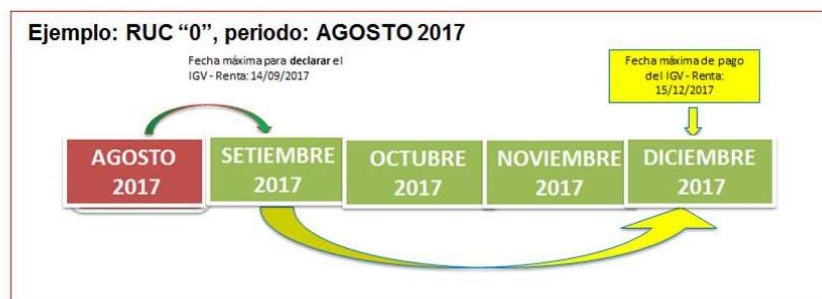 Ejemplo: RUC “0”, periodo: AGOSTO 2017
Fecha máxima para declarar el
IGV - Renta: 14/09/2017
Fecha máxima de pago
del IGV - Renta:
15/12/2017
AGOSTO
2017
SETIEMBRE
2017
OCTUBRE
2017
NOVIEMBRE
2017
DICIEMBRE
2017